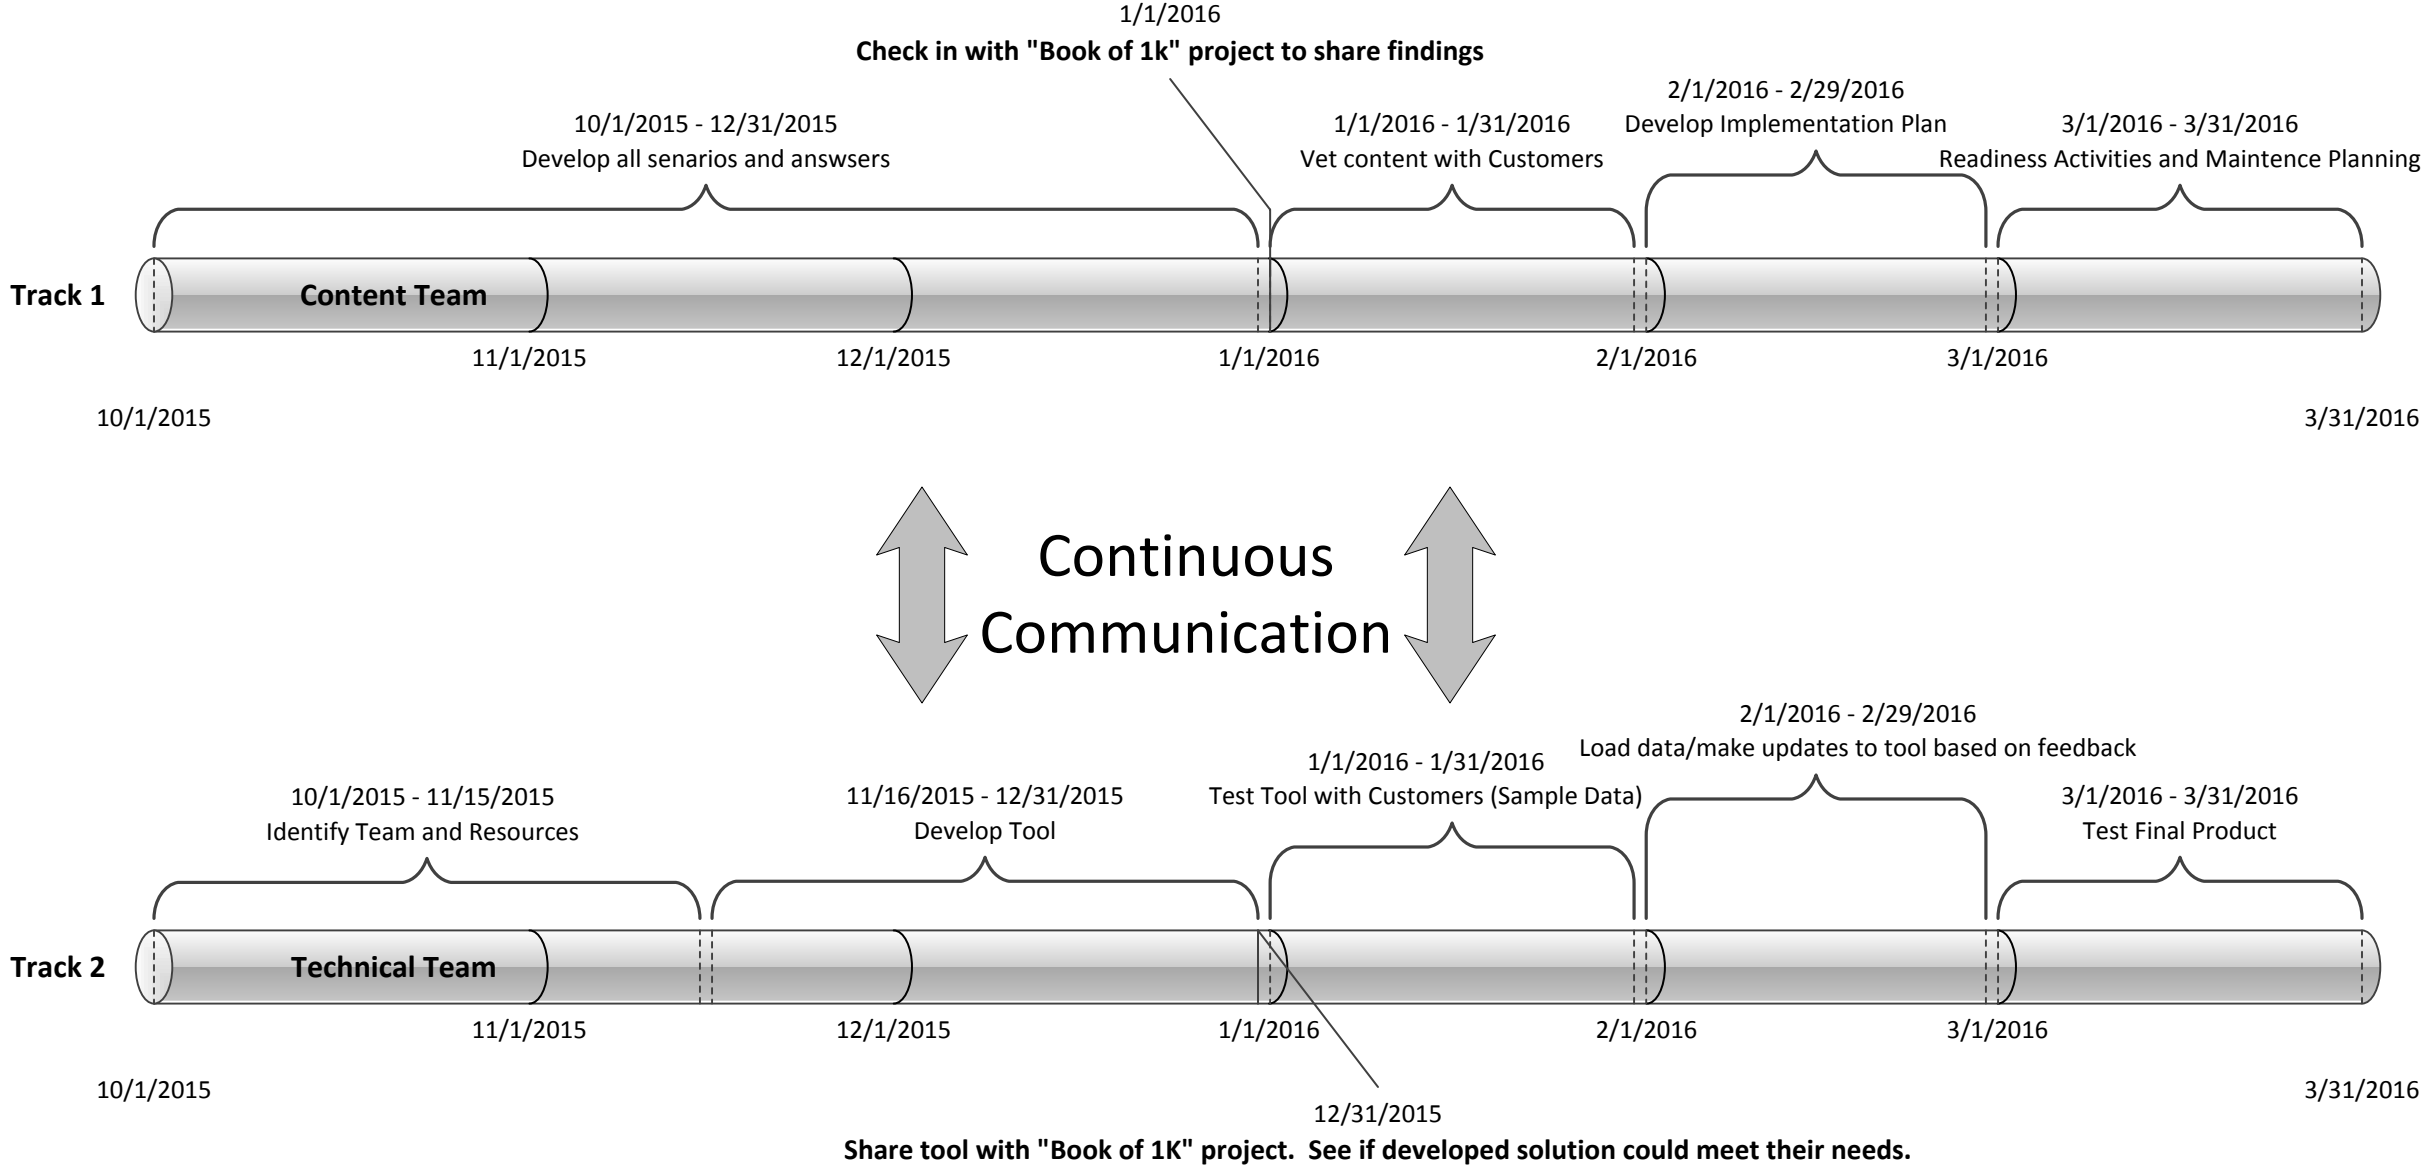 1/1/2016
Check in with "Book of 1k" project to share findings
10/1/2015 - 12/31/2015
Develop all senarios and answsers
1/1/2016 - 1/31/2016
Vet content with Customers
2/1/2016 - 2/29/2016
Develop Implementation Plan
3/1/2016 - 3/31/2016
Readiness Activities and Maintence Planning
Track 1
Content Team
11/1/2015
12/1/2015
1/1/2016
2/1/2016
3/1/2016
10/1/2015
3/31/2016
Continuous
Communication
10/1/2015 - 11/15/2015
Identify Team and Resources
11/16/2015 - 12/31/2015
Develop Tool
1/1/2016 - 1/31/2016
Test Tool with Customers (Sample Data)
2/1/2016 - 2/29/2016
Load data/make updates to tool based on feedback
3/1/2016 - 3/31/2016
Test Final Product
Track 2
Technical Team
11/1/2015
12/1/2015
1/1/2016
2/1/2016
3/1/2016
10/1/2015
3/31/2016
12/31/2015
Share tool with "Book of 1K" project.  See if developed solution could meet their needs.